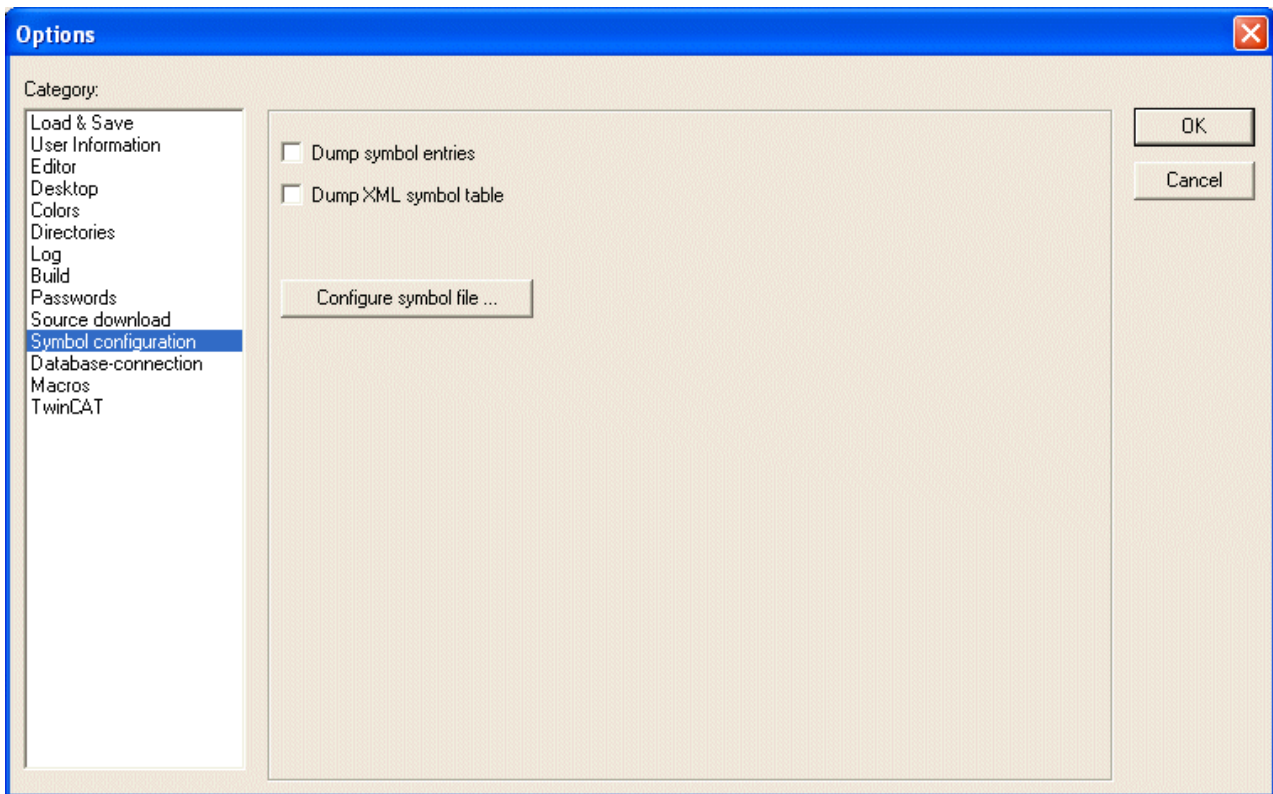 Options
Category:
Load & Save
User Information
Editor
Desktop
Colors
Directories
Log
Build
Passwords
Source download
Symbol configuration
Database-connection
Macros
TwinCAT
Dump symbol entries
Dump XML symbol table
Configure symbol file ...
OK
Cancel